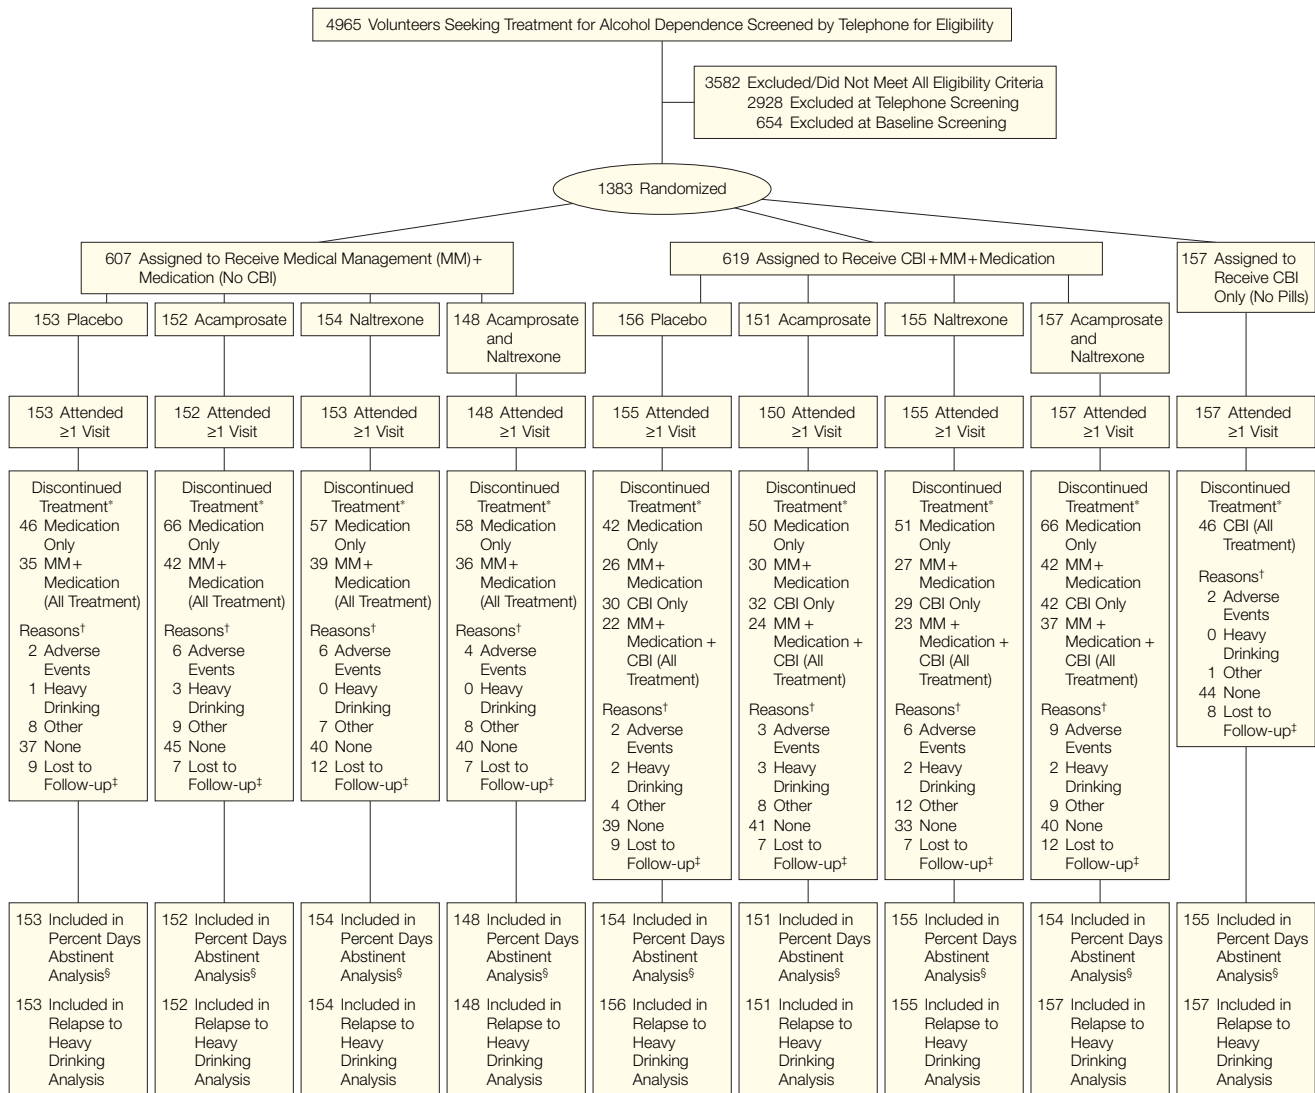 4965 Volunteers Seeking Treatment for Alcohol Dependence Screened by Telephone for Eligibility
3582 Excluded/Did Not Meet All Eligibility Criteria
2928 Excluded at Telephone Screening
654 Excluded at Baseline Screening
1383 Randomized
607 Assigned to Receive Medical Management (MM)+
Medication (No CBI)
619 Assigned to Receive CBI+MM+Medication
157 Assigned to
Receive CBI
Only (No Pills)
153 Placebo
152 Acamprosate
154 Naltrexone
148 Acamprosate
and
Naltrexone
156 Placebo
151 Acamprosate
155 Naltrexone
157 Acamprosate
and
Naltrexone
153 Attended
≥1 Visit
152 Attended
≥1 Visit
153 Attended
≥1 Visit
148 Attended
≥1 Visit
155 Attended
≥1 Visit
150 Attended
≥1 Visit
155 Attended
≥1 Visit
157 Attended
≥1 Visit
157 Attended
≥1 Visit
Discontinued
Treatment*
46 Medication
Only
35 MM+
Medication
(All Treatment)
Reasons†
2 Adverse
Events
1 Heavy
Drinking
8 Other
37 None
9 Lost to
Follow-up‡
Discontinued
Treatment*
66 Medication
Only
42 MM+
Medication
(All Treatment)
Reasons†
6 Adverse
Events
3 Heavy
Drinking
9 Other
45 None
7 Lost to
Follow-up‡
Discontinued
Treatment*
57 Medication
Only
39 MM+
Medication
(All Treatment)
Reasons†
6 Adverse
Events
0 Heavy
Drinking
7 Other
40 None
12 Lost to
Follow-up‡
Discontinued
Treatment*
58 Medication
Only
36 MM+
Medication
(All Treatment)
Reasons†
4 Adverse
Events
0 Heavy
Drinking
8 Other
40 None
7 Lost to
Follow-up‡
Discontinued
Treatment*
42 Medication
Only
26 MM+
Medication
30 CBI Only
22 MM+
Medication +
CBI (All
Treatment)
Reasons†
2 Adverse
Events
2 Heavy
Drinking
4 Other
39 None
9 Lost to
Follow-up‡
Discontinued
Treatment*
50 Medication
Only
30 MM+
Medication
32 CBI Only
24 MM +
Medication +
CBI (All
Treatment)
Reasons†
3 Adverse
Events
3 Heavy
Drinking
8 Other
41 None
7 Lost to
Follow-up‡
Discontinued
Treatment*
51 Medication
Only
27 MM+
Medication
29 CBI Only
23 MM +
Medication +
CBI (All
Treatment)
Reasons†
6 Adverse
Events
2 Heavy
Drinking
12 Other
33 None
7 Lost to
Follow-up‡
Discontinued
Treatment*
66 Medication
Only
42 MM+
Medication
42 CBI Only
37 MM +
Medication +
CBI (All
Treatment)
Reasons†
9 Adverse
Events
2 Heavy
Drinking
9 Other
40 None
12 Lost to
Follow-up‡
Discontinued
Treatment*
46 CBI (All
Treatment)
Reasons†
2 Adverse
Events
0 Heavy
Drinking
1 Other
44 None
8 Lost to
Follow-up‡
153 Included in
Percent Days
Abstinent
Analysis§
153 Included in
Relapse to
Heavy
Drinking
Analysis
152 Included in
Percent Days
Abstinent
Analysis§
152 Included in
Relapse to
Heavy
Drinking
Analysis
154 Included in
Percent Days
Abstinent
Analysis§
154 Included in
Relapse to
Heavy
Drinking
Analysis
148 Included in
Percent Days
Abstinent
Analysis§
148 Included in
Relapse to
Heavy
Drinking
Analysis
154 Included in
Percent Days
Abstinent
Analysis§
156 Included in
Relapse to
Heavy
Drinking
Analysis
151 Included in
Percent Days
Abstinent
Analysis§
151 Included in
Relapse to
Heavy
Drinking
Analysis
155 Included in
Percent Days
Abstinent
Analysis§
155 Included in
Relapse to
Heavy
Drinking
Analysis
154 Included in
Percent Days
Abstinent
Analysis§
157 Included in
Relapse to
Heavy
Drinking
Analysis
155 Included in
Percent Days
Abstinent
Analysis§
157 Included in
Relapse to
Heavy
Drinking
Analysis